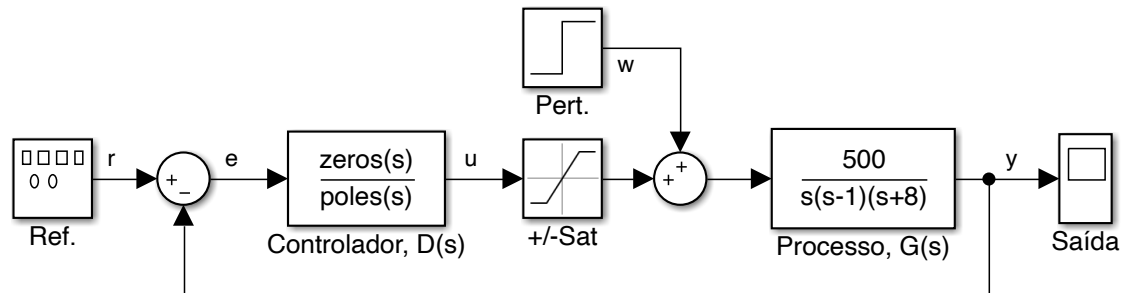 w
Pert.
r
+
_
e
zeros(s)
poles(s)
u
+
+
500
s(s-1)(s+8)
y
Ref.
Controlador, D(s)
+/-Sat
Processo, G(s)
Saída